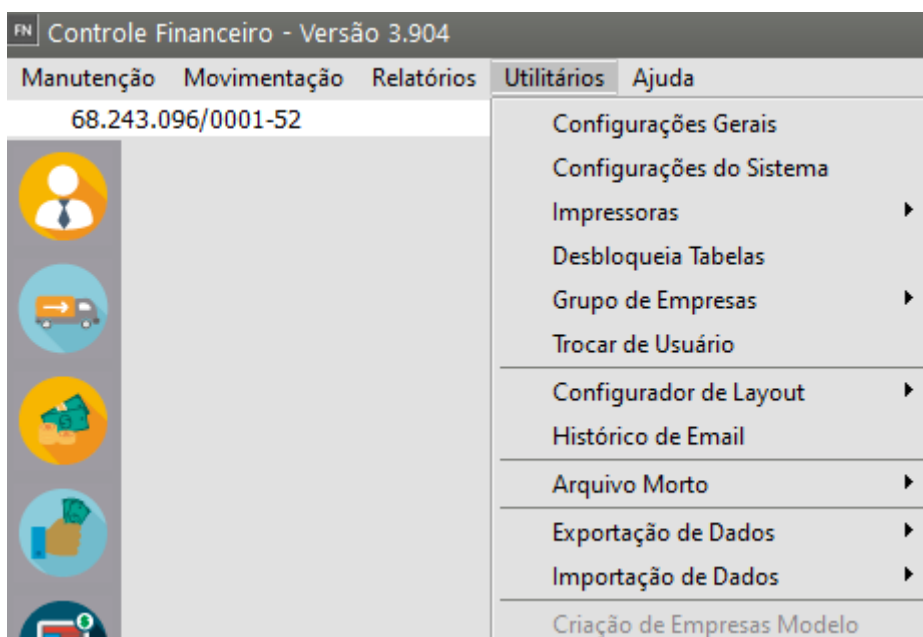 FN Controle Financeiro - Versão 3.904
Manutenção Movimentação Relatórios Utilitários Ajuda
68.243.096/0001-52
Configurações Gerais
Configurações do Sistema
Impressoras
Desbloqueia Tabelas
Grupo de Empresas
Trocar de Usuário
Configurador de Layout
Histórico de Email
Arquivo Morto
Exportação de Dados
Importação de Dados
Criação de Empresas Modelo